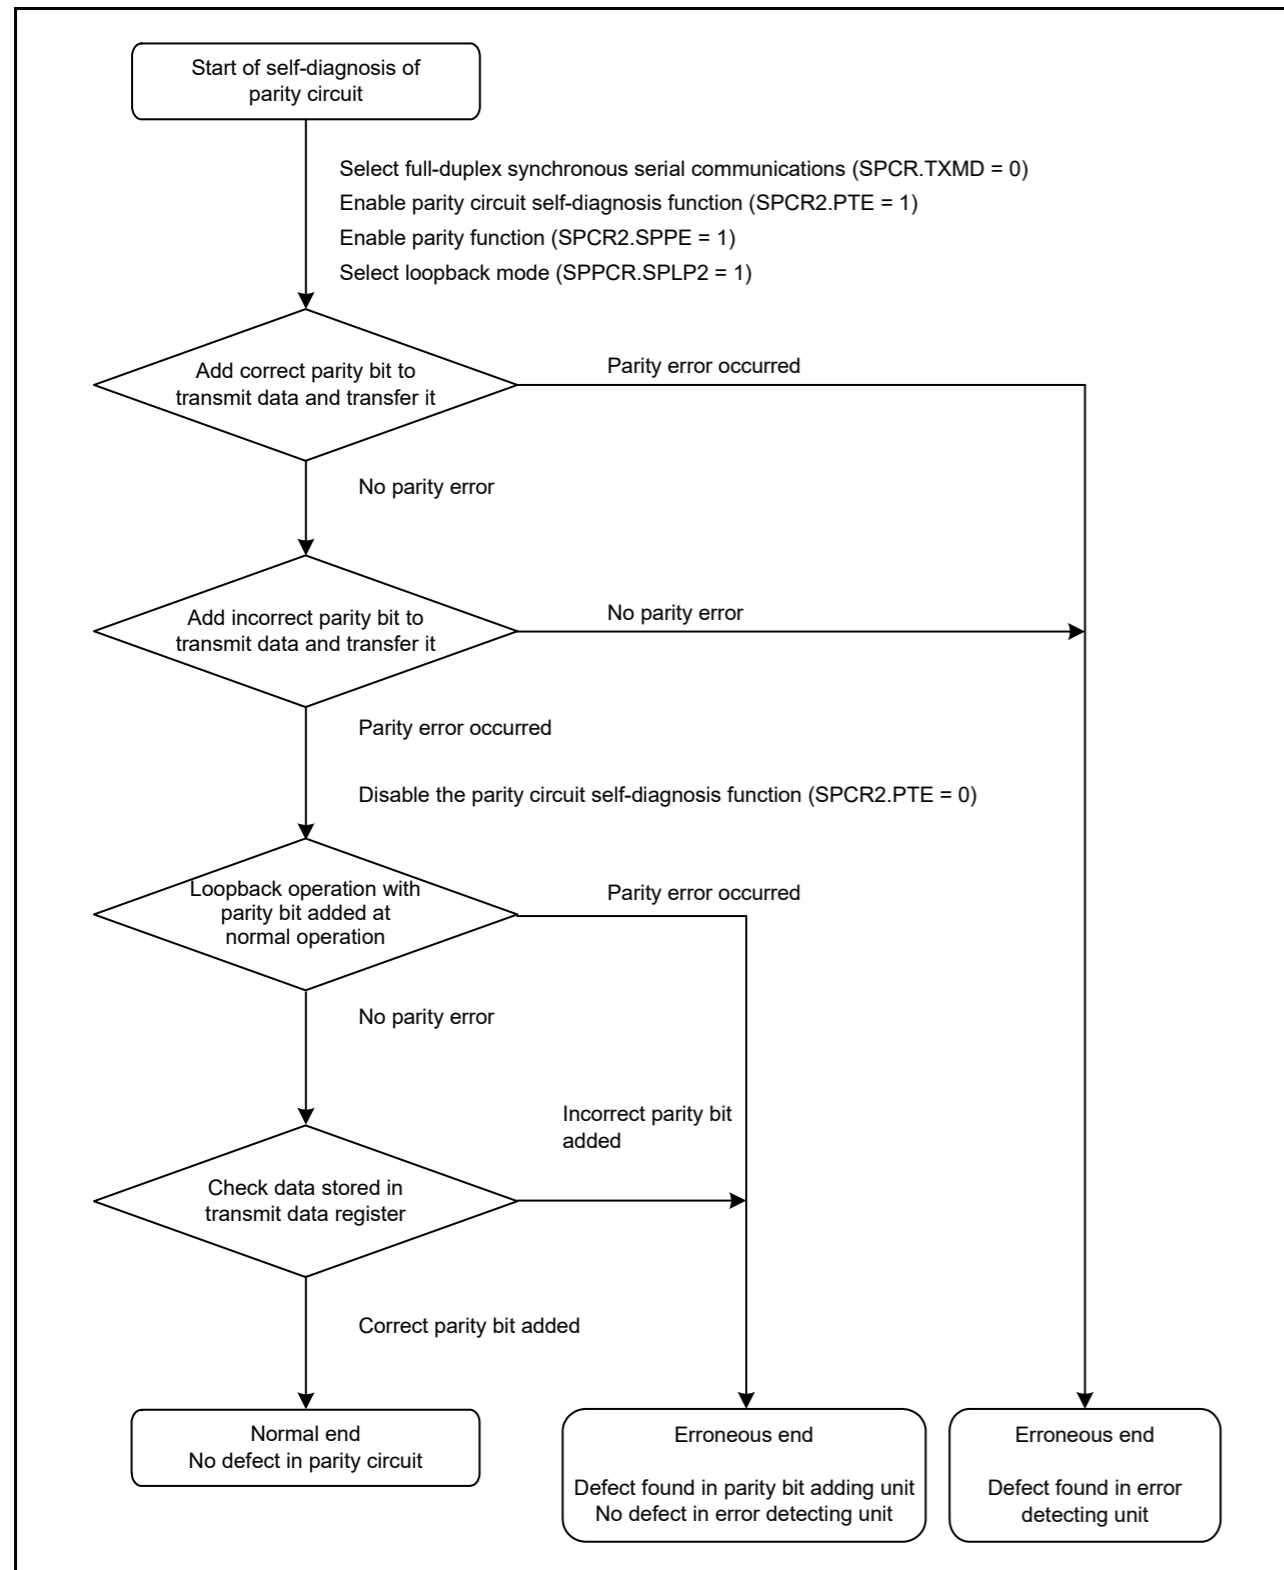 Start of self-diagnosis of
parity circuit
Select full-duplex synchronous serial communications (SPCR.TXMD = 0)
Enable parity circuit self-diagnosis function (SPCR2.PTE = 1)
Enable parity function (SPCR2.SPPE = 1)
Select loopback mode (SPPCR.SPLP2 = 1)
Add correct parity bit to
transmit data and transfer it
Parity error occurred
No parity error
Add incorrect parity bit to
transmit data and transfer it
No parity error
Parity error occurred
Disable the parity circuit self-diagnosis function (SPCR2.PTE = 0)
Loopback operation with
parity bit added at
normal operation
Parity error occurred
No parity error
Incorrect parity bit
added
Check data stored in
transmit data register
Correct parity bit added
Normal end
No defect in parity circuit
Erroneous end
Defect found in parity bit adding unit
No defect in error detecting unit
Erroneous end
Defect found in error
detecting unit